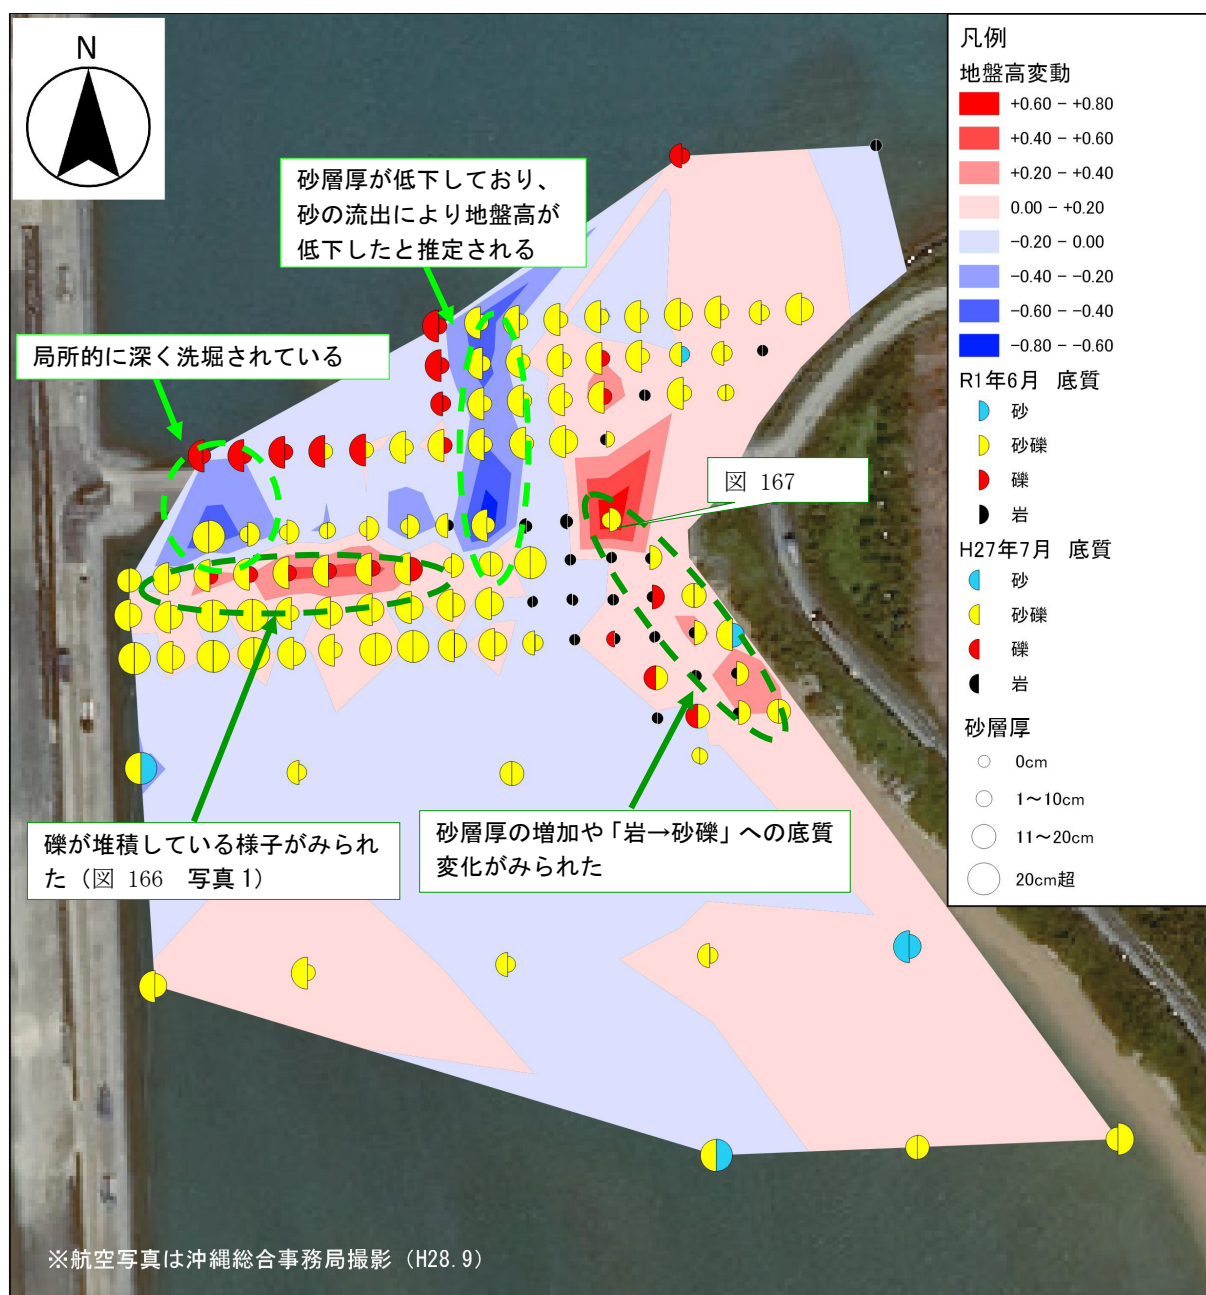 N
砂層厚が低下しており、
砂の流出により地盤高が
低下したと推定される
局所的に深く洗堀されている
図 167
礫が堆積している様子がみられ
た（図 166 写真1）
砂層厚の増加や「岩→砂礫」への底質
変化がみられた
※航空写真は沖縄総合事務局撮影（H28.9）
凡例
地盤高変動
+0.60 - +0.80
+0.40 - +0.60
+0.20 - +0.40
0.00 - +0.20
-0.20 - 0.00
-0.40 - -0.20
-0.60 - -0.40
-0.80 - -0.60
R1年6月 底質
砂
砂礫
礫
岩
H27年7月 底質
砂
砂礫
礫
岩
砂層厚
0cm
1～10cm
11～20cm
20cm超